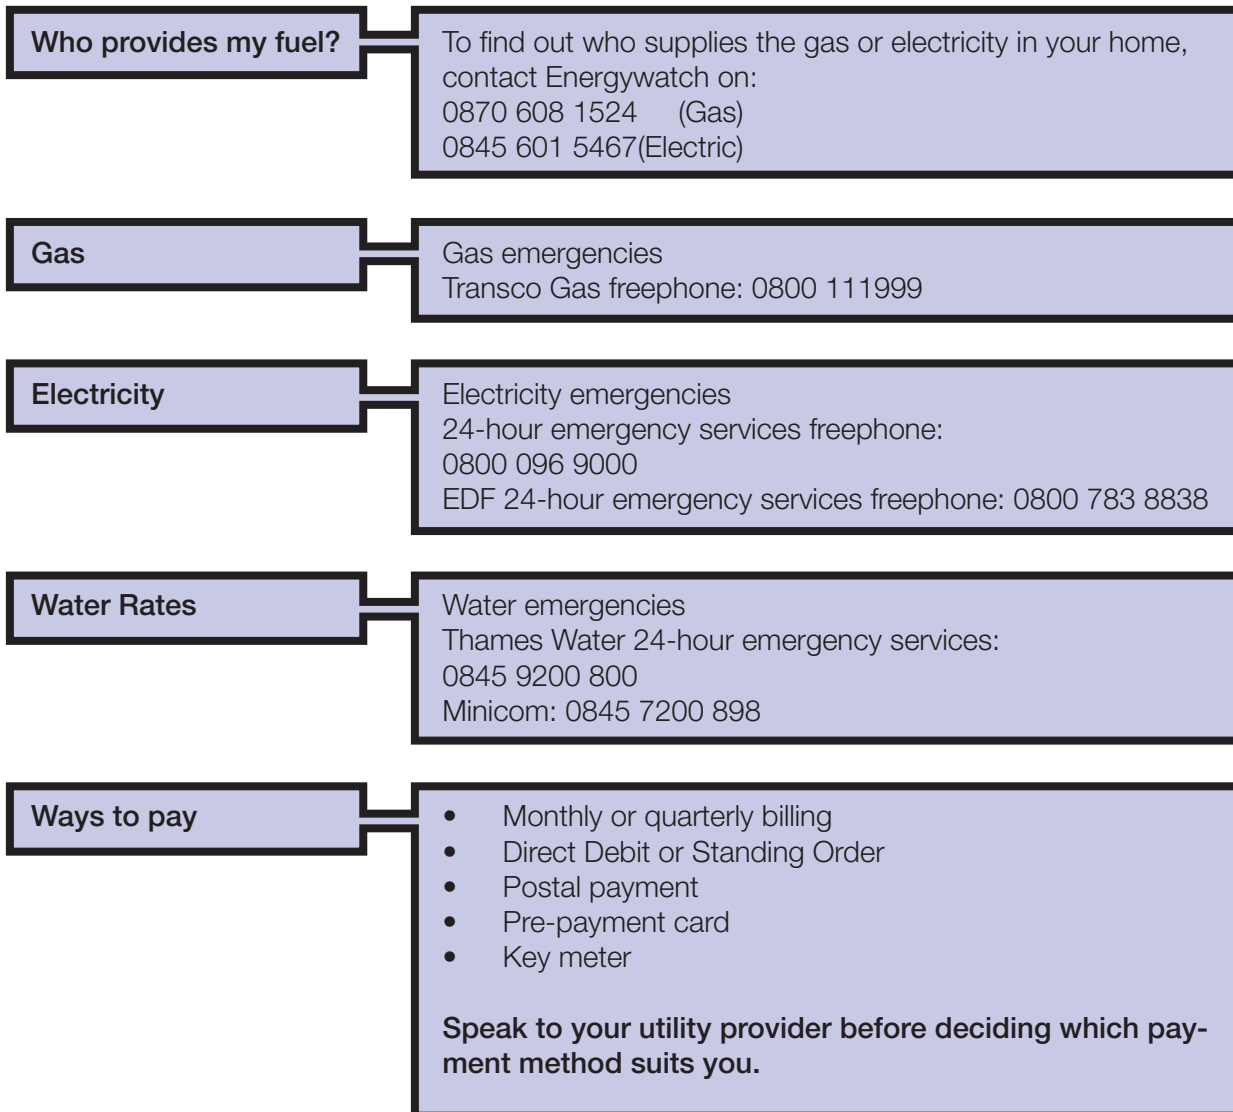 Who provides my fuel?
To find out who supplies the gas or electricity in your home,
contact Energywatch on:
0870 608 1524 (Gas)
0845 601 5467(Electric)
Gas
Gas emergencies
Transco Gas freephone: 0800 111999
Electricity
Electricity emergencies
24-hour emergency services freephone:
0800 096 9000
EDF 24-hour emergency services freephone: 0800 783 8838
Water Rates
Water emergencies
Thames Water 24-hour emergency services:
0845 9200 800
Minicom: 0845 7200 898
Ways to pay
• Monthly or quarterly billing
• Direct Debit or Standing Order
• Postal payment
• Pre-payment card
• Key meter
Speak to your utility provider before deciding which pay-
ment method suits you.